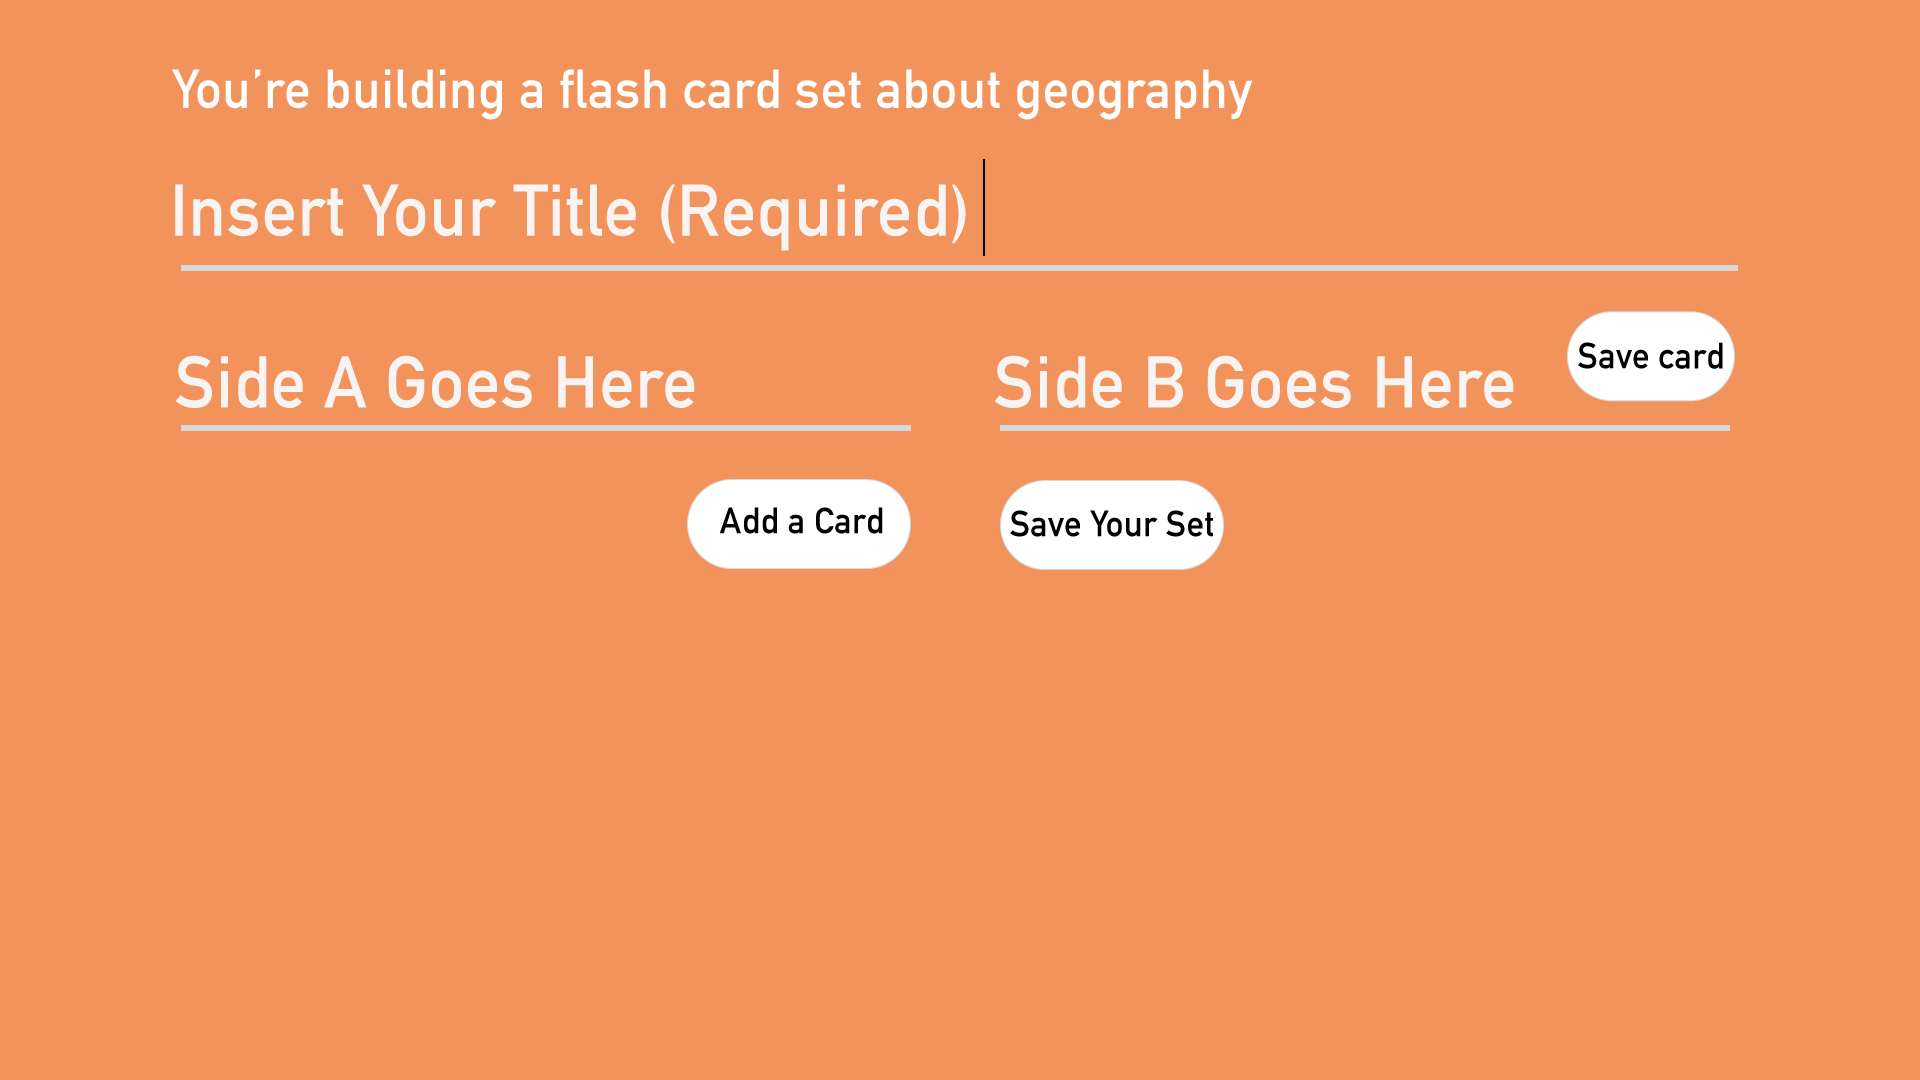 You’re building a flash card set about geography
Insert Your Title (Required)
Side A Goes Here
Side B Goes Here
Save card
Add a Card
Save Your Set